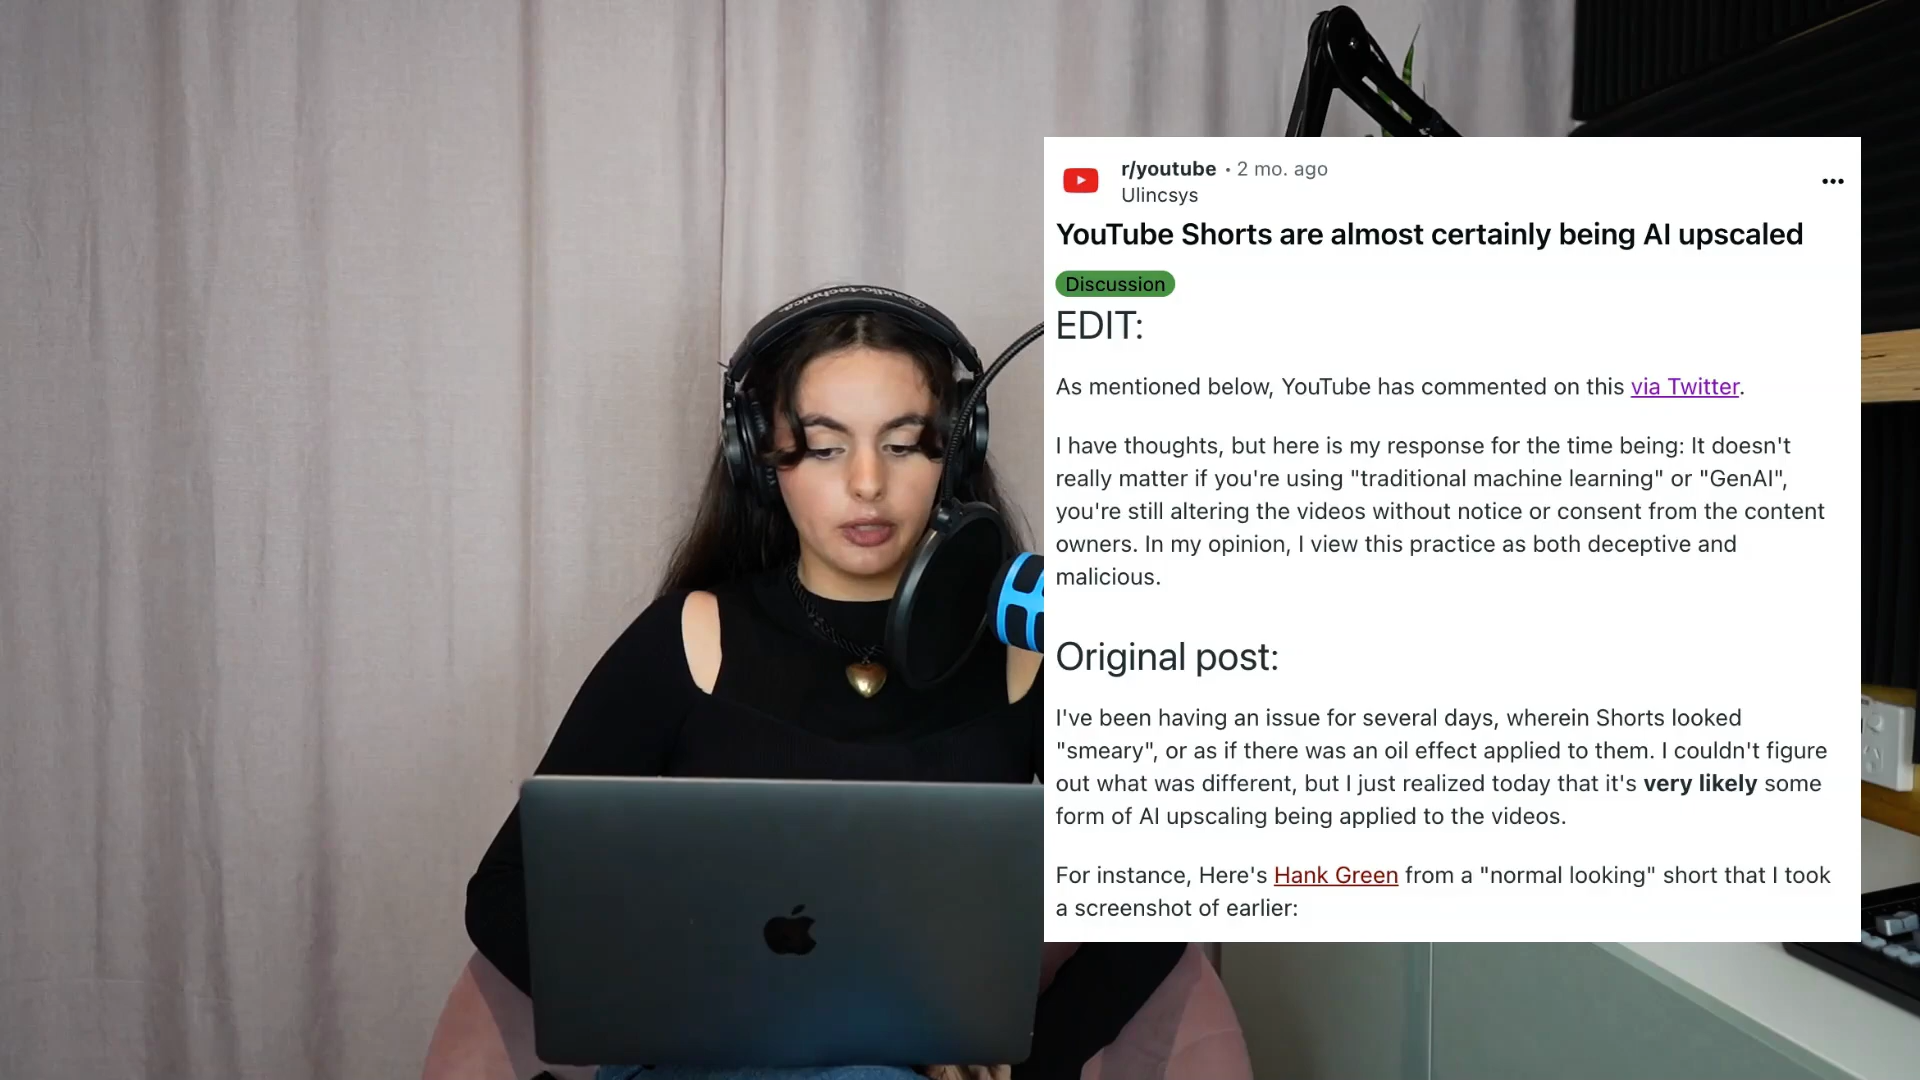 audio-technica
r/youtube • 2 mo. ago
Ulincsys
YouTube Shorts are almost certainly being AI upscaled
Discussion
EDIT:
As mentioned below, YouTube has commented on this via Twitter.
I have thoughts, but here is my response for the time being: It doesn't
really matter if you're using "traditional machine learning" or "GenAI",
you're still altering the videos without notice or consent from the content
owners. In my opinion, I view this practice as both deceptive and
malicious.
Original post:
I've been having an issue for several days, wherein Shorts looked
"smeary", or as if there was an oil effect applied to them. I couldn't figure
out what was different, but I just realized today that it's very likely some
form of AI upscaling being applied to the videos.
For instance, Here's Hank Green from a "normal looking" short that I took
a screenshot of earlier: